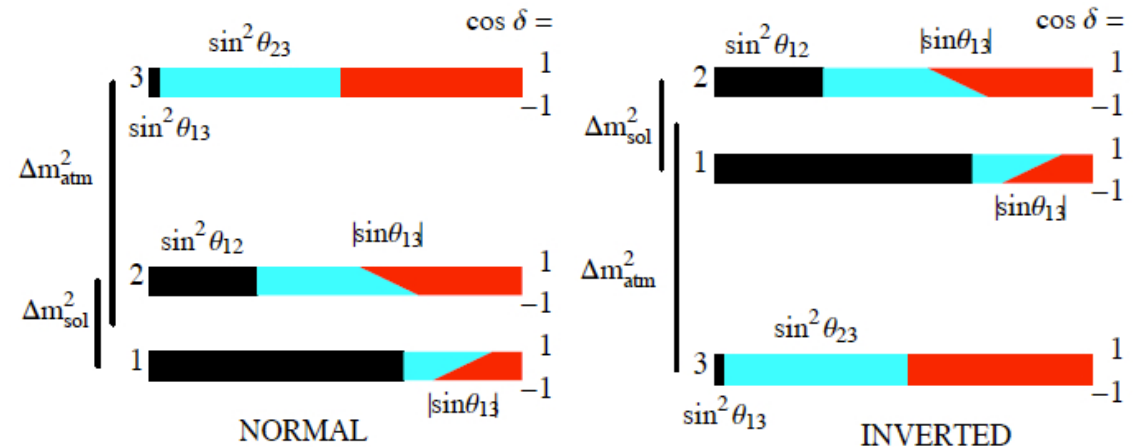 cos δ =
sin²θ₂₃
3
1
−1
sin²θ₁₃
Δm²atm
sin²θ₁₂
|sinθ₁₃|
2
1
−1
Δm²sol
1
1
−1
|sinθ₁₃|
NORMAL
cos δ =
sin²θ₁₂
|sinθ₁₃|
2
1
−1
Δm²sol
1
1
−1
|sinθ₁₃|
Δm²atm
sin²θ₂₃
3
1
−1
sin²θ₁₃
INVERTED